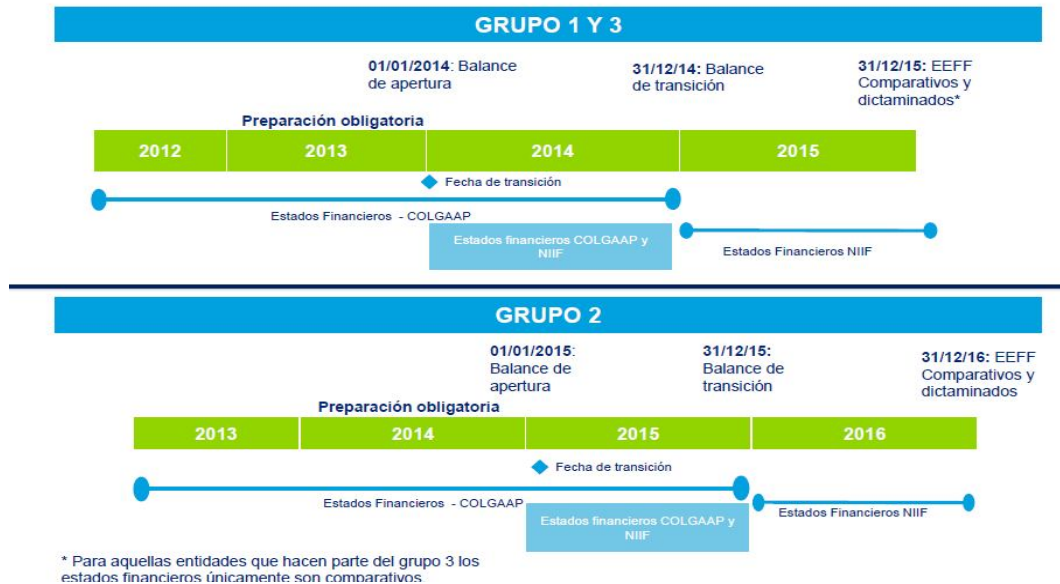 GRUPO 1 Y 3
01/01/2014: Balance
de apertura
31/12/14: Balance
de transición
31/12/15: EEFF
Comparativos y
dictaminados*
Preparación obligatoria
2012 2013 2014 2015
Fecha de transición
Estados Financieros - COLGAAP
Estados financieros COLGAAP y
NIIF
Estados Financieros NIIF
GRUPO 2
01/01/2015:
Balance de
apertura
31/12/15:
Balance de
transición
31/12/16: EEFF
Comparativos y
dictaminados
Preparación obligatoria
2013 2014 2015 2016
Fecha de transición
Estados Financieros - COLGAAP
Estados financieros COLGAAP y
NIIF
Estados Financieros NIIF
* Para aquellas entidades que hacen parte del grupo 3 los
estados financieros únicamente son comparativos